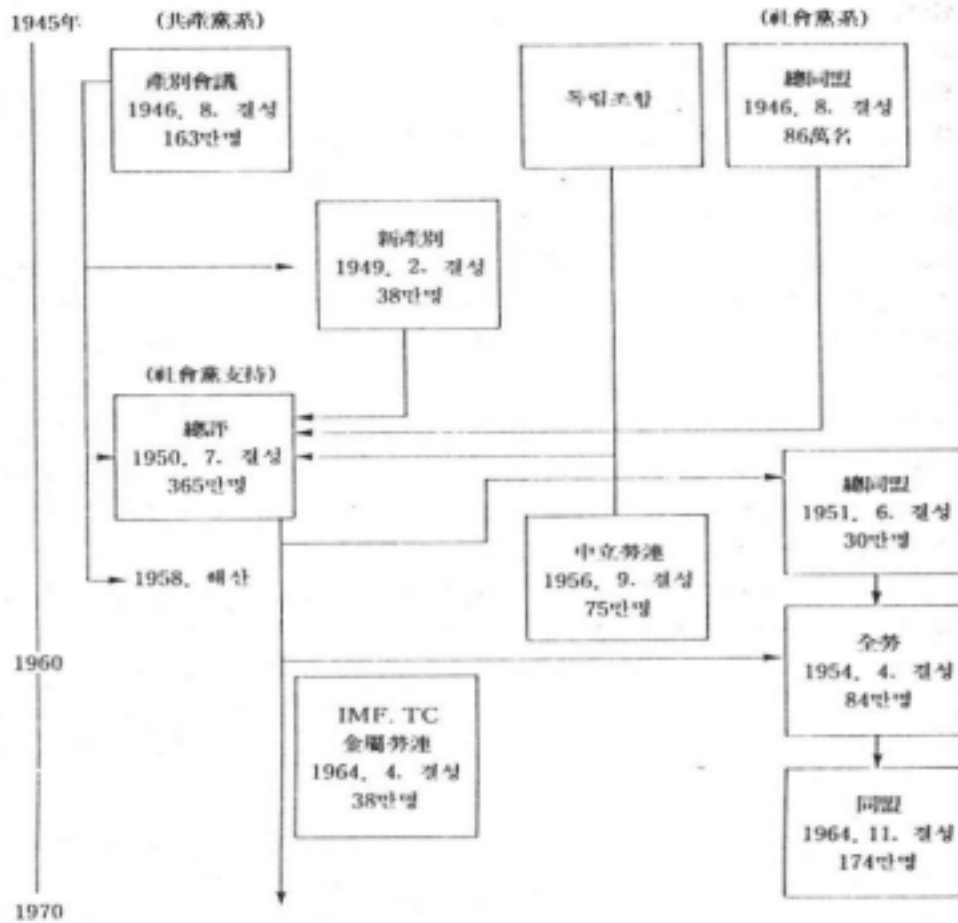 1945年
(共産黨系)
(社會黨系)
産別會議
1946, 8. 결성
163만명
독립조합
總同盟
1946, 8. 결성
86萬名
新産別
1949, 2. 결성
38만명
(社會黨支持)
總評
1950, 7. 결성
365만명
總同盟
1951, 6. 결성
30만명
1958, 해산
中立勞連
1956, 9. 결성
75만명
1960
全勞
1954, 4. 결성
84만명
IMF. TC
金屬勞連
1964, 4. 결성
38만명
同盟
1964, 11. 결성
174만명
1970